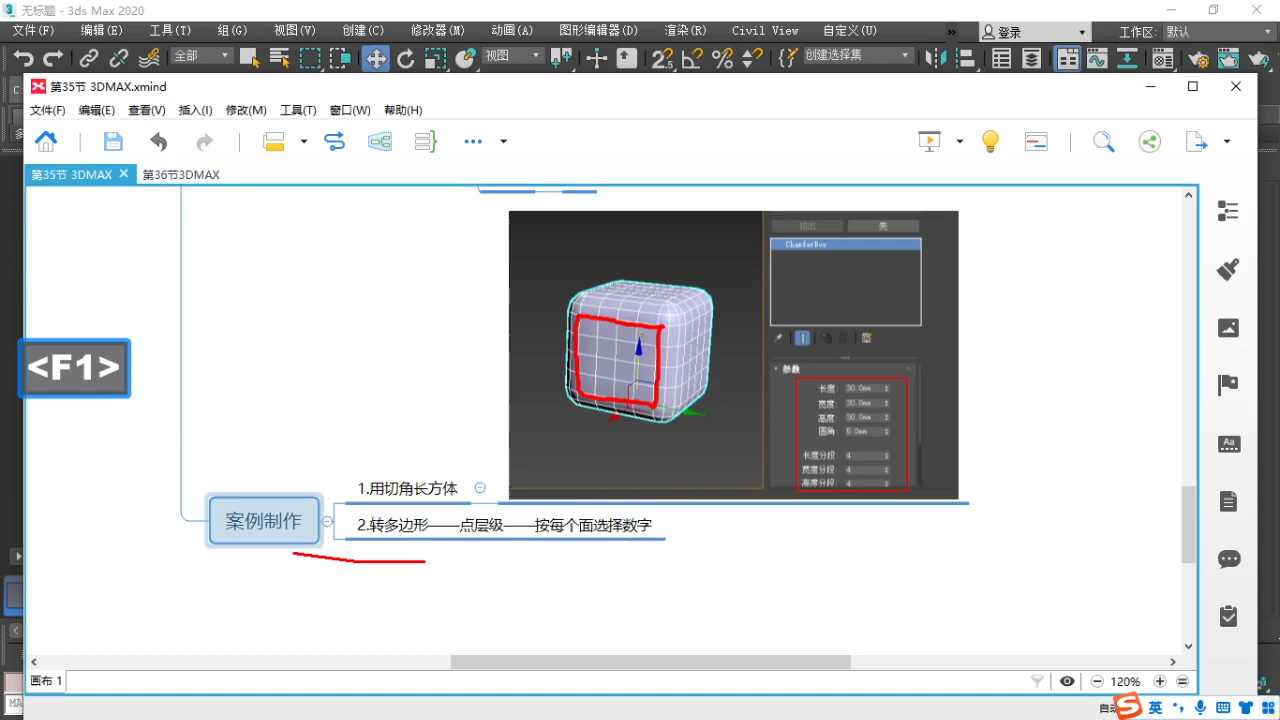 无标题 - 3ds Max 2020
文件(F) 编辑(E) 工具(T) 组(G) 视图(V) 创建(C) 修改器(M) 动画(A) 图形编辑器(D) 渲染(R) Civil View 自定义(U) » 登录 工作区: 默认
全部 视图 创建选择集
第35节 3DMAX.xmind
文件(F) 编辑(E) 查看(V) 插入(I) 修改(M) 工具(T) 窗口(W) 帮助(H)
第35节 3DMAX 第36节3DMAX
壳
ChamferBox
参数
长度: 30.0mm
宽度: 30.0mm
高度: 30.0mm
圆角: 5.0mm
长度分段: 4
宽度分段: 4
高度分段: 4
<F1>
1.用切角长方体
案例制作
2.转多边形——点层级——按每个面选择数字
画布 1
120%
自动
英